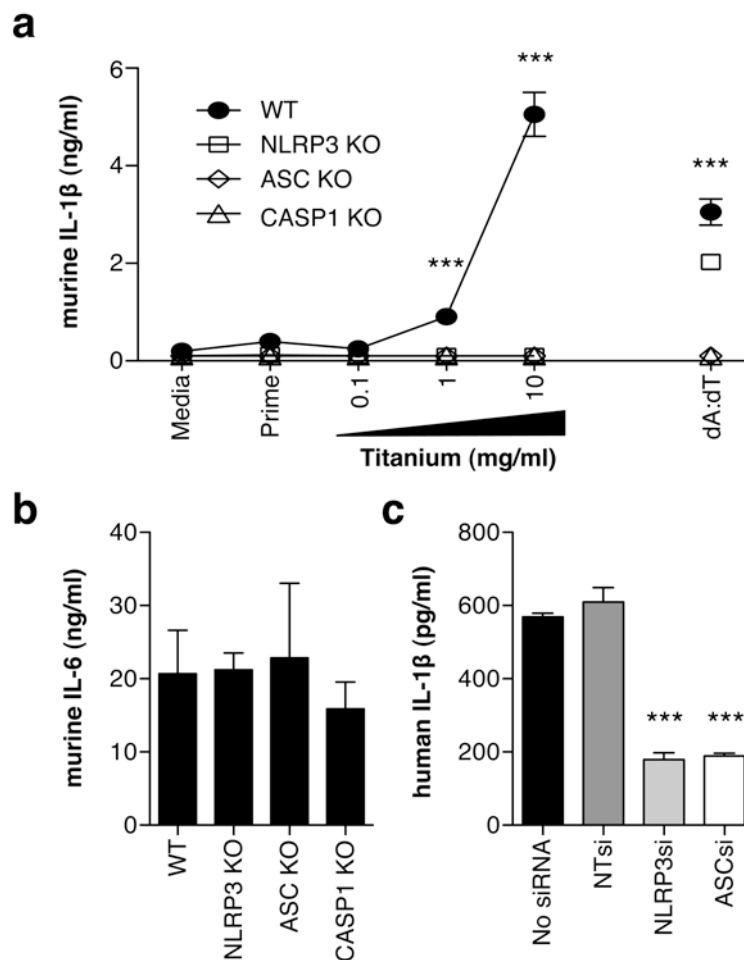 a
murine IL-1β (ng/ml)
6
4
2
0
WT
NLRP3 KO
ASC KO
CASP1 KO
***
***
***
Media
Prime
0.1
1
10
dA:dT
Titanium (mg/ml)
b
murine IL-6 (ng/ml)
40
30
20
10
0
WT
NLRP3 KO
ASC KO
CASP1 KO
c
human IL-1β (pg/ml)
800
600
400
200
0
***
***
No siRNA
NTsi
NLRP3si
ASCsi